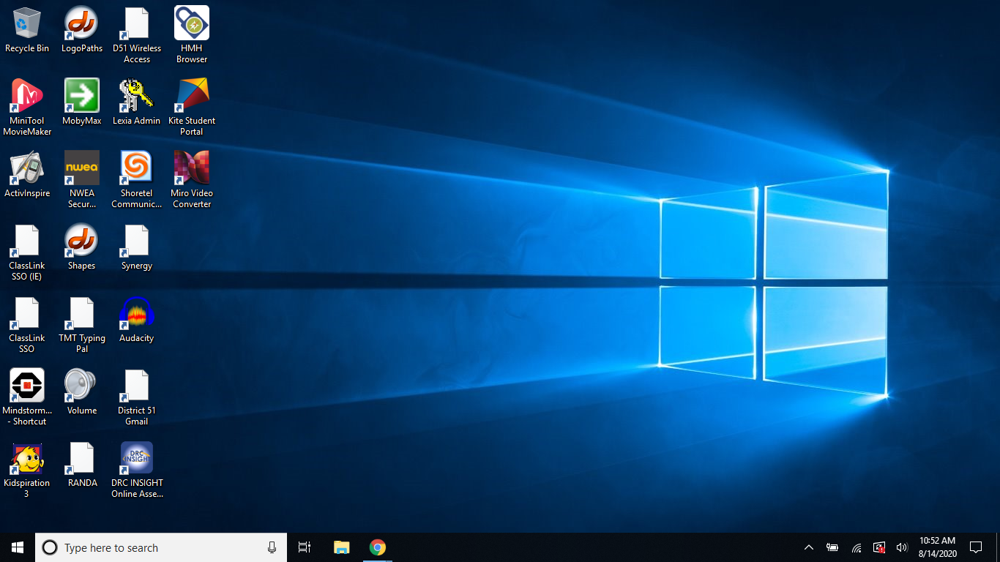 Recycle Bin
LogoPaths
D51 Wireless
Access
HMH
Browser
MiniTool
MovieMaker
MobyMax
Lexia Admin
Kite Student
Portal
ActivInspire
nwea
NWEA
Secur...
Shoretel
Communic...
Miro Video
Converter
ClassLink
SSO (IE)
Shapes
Synergy
ClassLink
SSO
TMT Typing
Pal
Audacity
Mindstorm...
- Shortcut
Volume
District 51
Gmail
Kidspiration
3
RANDA
DRC
INSIGHT
DRC INSIGHT
Online Asse...
Type here to search
10:52 AM
8/14/2020